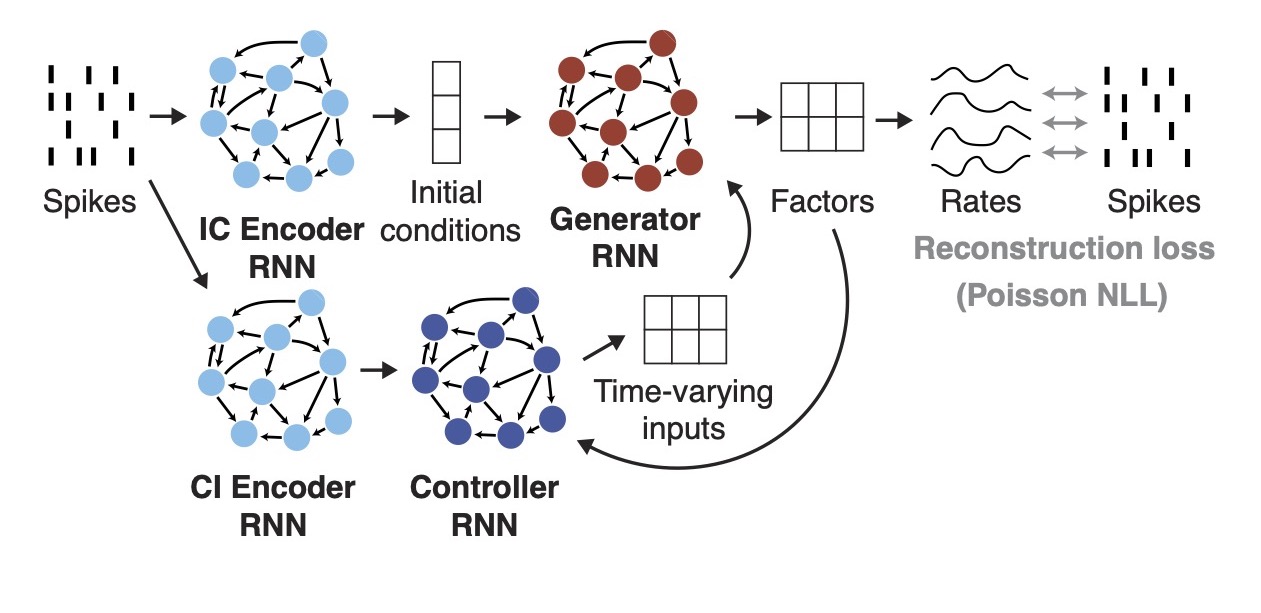 Spikes
IC Encoder
RNN
Initial
conditions
Generator
RNN
Factors
Rates
Spikes
Reconstruction loss
(Poisson NLL)
CI Encoder
RNN
Controller
RNN
Time-varying
inputs